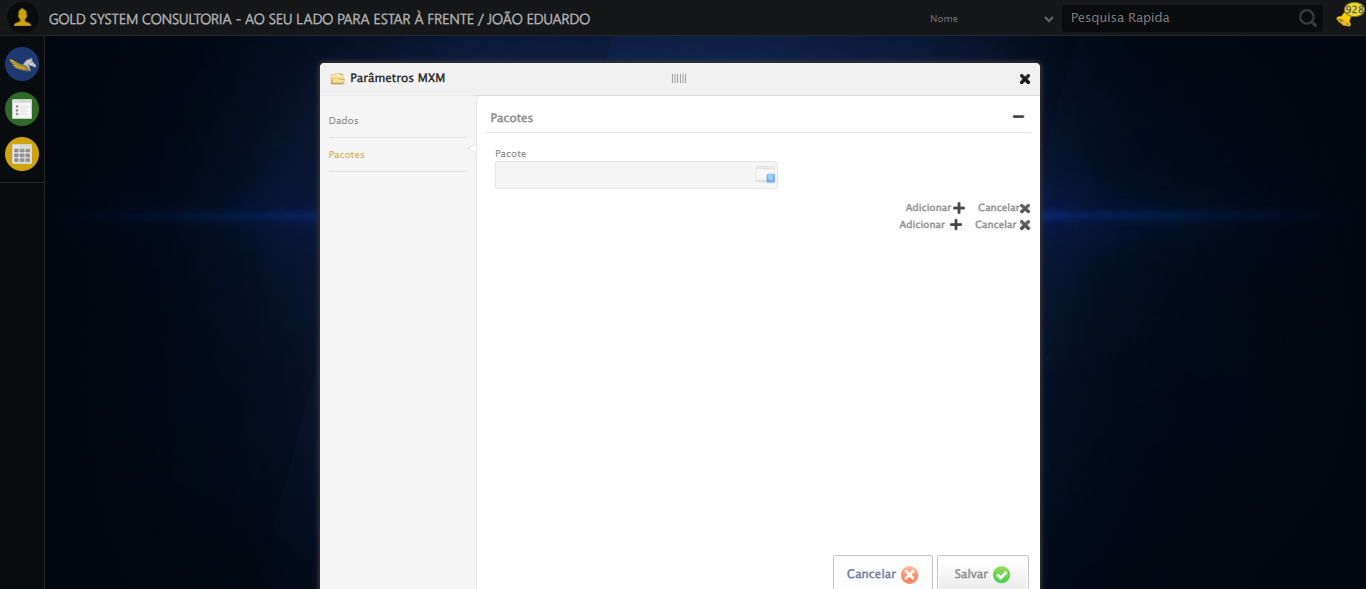 GOLD SYSTEM CONSULTORIA - AO SEU LADO PARA ESTAR À FRENTE / JOÃO EDUARDO
Nome
Pesquisa Rapida
928
Parâmetros MXM
Dados
Pacotes
Pacotes
Pacote
Adicionar Cancelar
Adicionar Cancelar
Cancelar Salvar